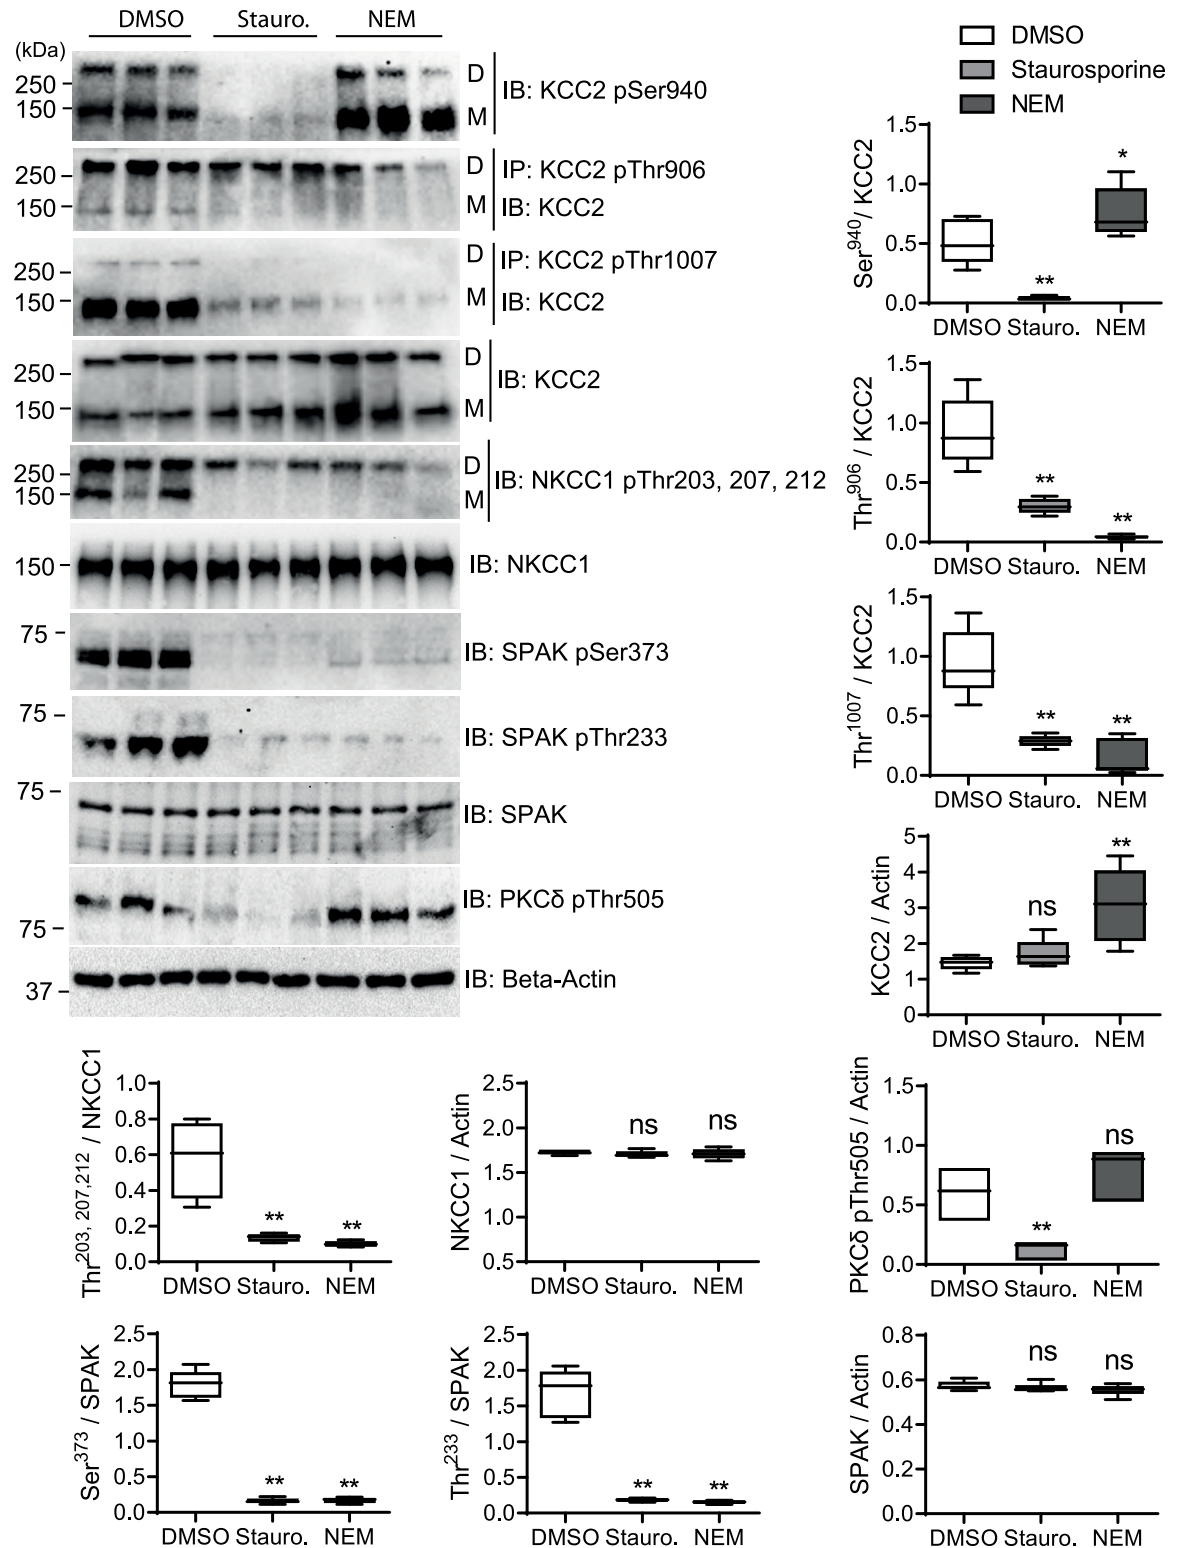 DMSO Stauro. NEM
(kDa)
250
150
D
M
IB: KCC2 pSer940
250
150
D
M
IP: KCC2 pThr906
IB: KCC2
250
150
D
M
IP: KCC2 pThr1007
IB: KCC2
250
150
D
M
IB: KCC2
250
150
D
M
IB: NKCC1 pThr203, 207, 212
150
IB: NKCC1
75
IB: SPAK pSer373
75
IB: SPAK pThr233
75
IB: SPAK
75
IB: PKCδ pThr505
37
IB: Beta-Actin
DMSO
Staurosporine
NEM
Ser940/ KCC2
1.5
1.0
0.5
0.0
**
*
DMSO Stauro. NEM
Thr906 / KCC2
1.5
1.0
0.5
0.0
**
**
DMSO Stauro. NEM
Thr1007 / KCC2
1.5
1.0
0.5
0.0
**
**
DMSO Stauro. NEM
KCC2 / Actin
5
4
3
2
1
0
ns
**
DMSO Stauro. NEM
Thr203, 207,212 / NKCC1
1.0
0.8
0.6
0.4
0.2
0.0
**
**
DMSO Stauro. NEM
NKCC1 / Actin
2.5
2.0
1.5
1.0
0.5
ns
ns
DMSO Stauro. NEM
PKCδ pThr505 / Actin
1.5
1.0
0.5
0.0
**
ns
DMSO Stauro. NEM
Ser373 / SPAK
2.5
2.0
1.5
1.0
0.5
0.0
**
**
DMSO Stauro. NEM
Thr233 / SPAK
2.5
2.0
1.5
1.0
0.5
0.0
**
**
DMSO Stauro. NEM
SPAK / Actin
0.8
0.6
0.4
0.2
0.0
ns
ns
DMSO Stauro. NEM